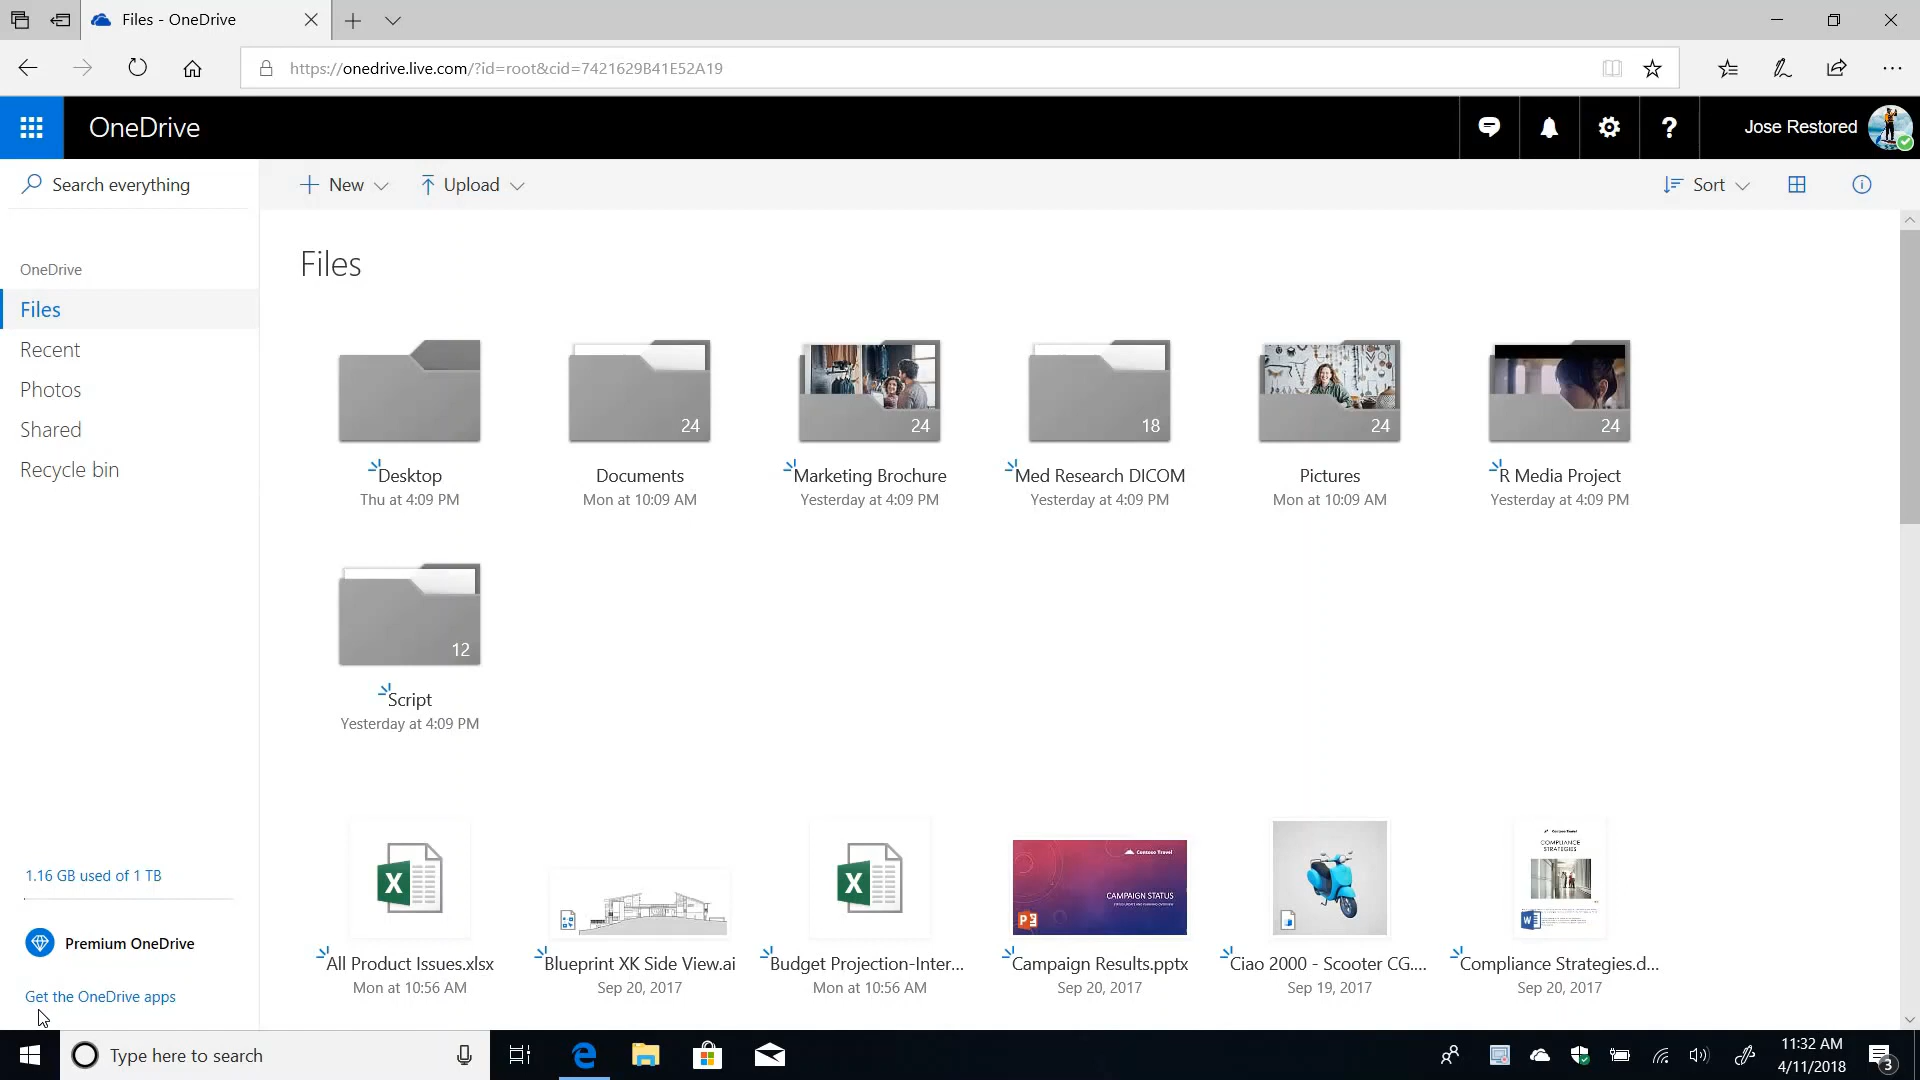 Files - OneDrive
https://onedrive.live.com/?id=root&cid=7421629B41E52A19
OneDrive
Jose Restored
Search everything
New
Upload
Sort
OneDrive
Files
Recent
Photos
Shared
Recycle bin
1.16 GB used of 1 TB
Premium OneDrive
Get the OneDrive apps
Files
24
24
18
24
24
Desktop
Documents
Marketing Brochure
Med Research DICOM
Pictures
R Media Project
Thu at 4:09 PM
Mon at 10:09 AM
Yesterday at 4:09 PM
Yesterday at 4:09 PM
Mon at 10:09 AM
Yesterday at 4:09 PM
12
Script
Yesterday at 4:09 PM
Contoso Travel
CAMPAIGN STATUS
Contoso Travel
COMPLIANCE
STRATEGIES
All Product Issues.xlsx
Blueprint XK Side View.ai
Budget Projection-Inter...
Campaign Results.pptx
Ciao 2000 - Scooter CG....
Compliance Strategies.d...
Mon at 10:56 AM
Sep 20, 2017
Mon at 10:56 AM
Sep 20, 2017
Sep 19, 2017
Sep 20, 2017
Type here to search
11:32 AM
4/11/2018
3